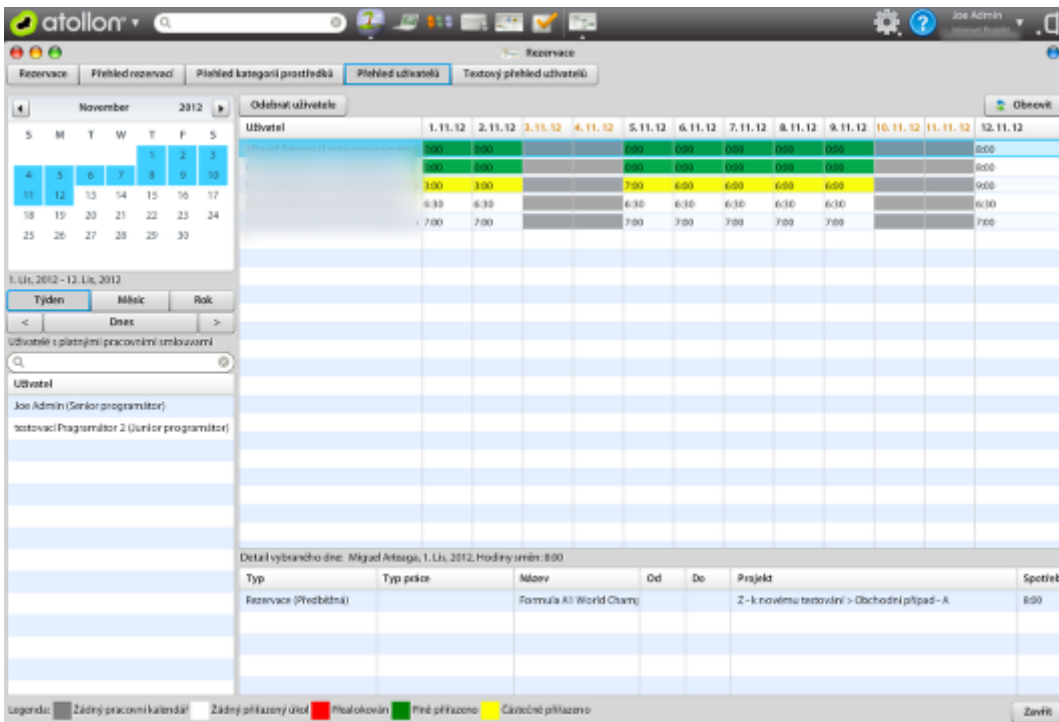 atollon
Joe Admin
Rezervace
Rezervace Přehled rezervací Přehled kategorií prostředků Přehled uživatelů Textový přehled uživatelů
November 2012
Odebrat uživatele
Obnovit
S M T W T F S
1 2 3
4 5 6 7 8 9 10
11 12 13 14 15 16 17
18 19 20 21 22 23 24
25 26 27 28 29 30
Uživatel 1.11.12 2.11.12 3.11.12 4.11.12 5.11.12 6.11.12 7.11.12 8.11.12 9.11.12 10.11.12 11.11.12 12.11.12
0:00 0:00 0:00 0:00 0:00 0:00 0:00 8:00
0:00 0:00 0:00 0:00 0:00 0:00 0:00 8:00
3:00 3:00 7:00 6:00 6:00 6:00 6:00 9:00
6:30 6:30 6:30 6:30 6:30 6:30 6:30 6:30
7:00 7:00 7:00 7:00 7:00 7:00 7:00 7:00
1. Lis, 2012 - 12. Lis, 2012
Týden Měsíc Rok
< Dnes >
Uživatelé s platnými pracovními smlouvami
Uživatel
Joe Admin (Senior programátor)
testovací Programátor 2 (Junior programátor)
Detail vybraného dne: Miguel Arteaga, 1. Lis, 2012, Hodiny směn: 8:00
Typ Typ práce Název Od Do Projekt Spotřeb
Rezervace (Předběžná) Formula A1 World Champ Z - k novému testování > Obchodní případ - A 8:00
Legenda: Žádný pracovní kalendář Žádný přiřazený úkol Přealokován Plně přiřazeno Částečně přiřazeno
Zavřít